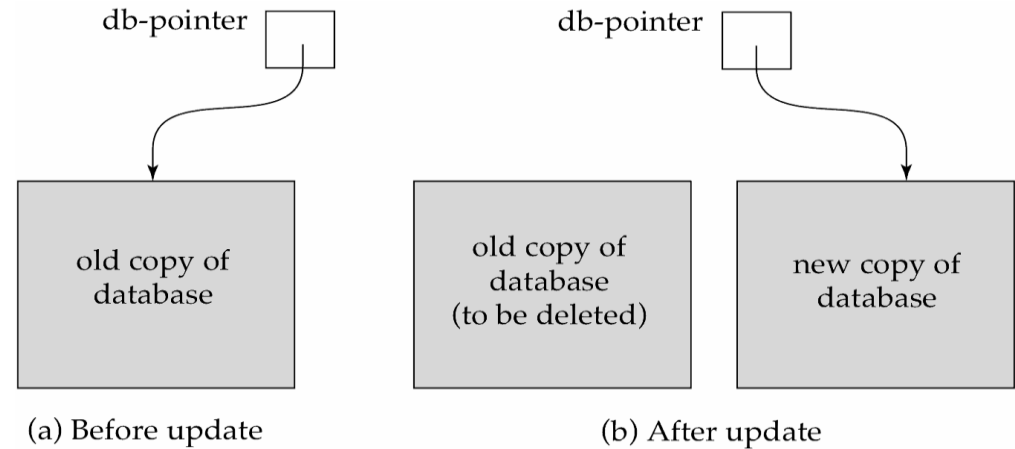 db-pointer
old copy of
database
(a) Before update
db-pointer
old copy of
database
(to be deleted)
new copy of
database
(b) After update